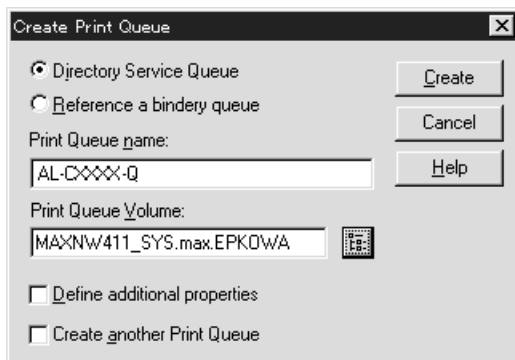 Create Print Queue
Directory Service Queue
Reference a bindery queue
Print Queue name:
AL-CXXXX-Q
Print Queue Volume:
MAXNW411_SYS.max.EPKOWA
Define additional properties
Create another Print Queue
Create
Cancel
Help